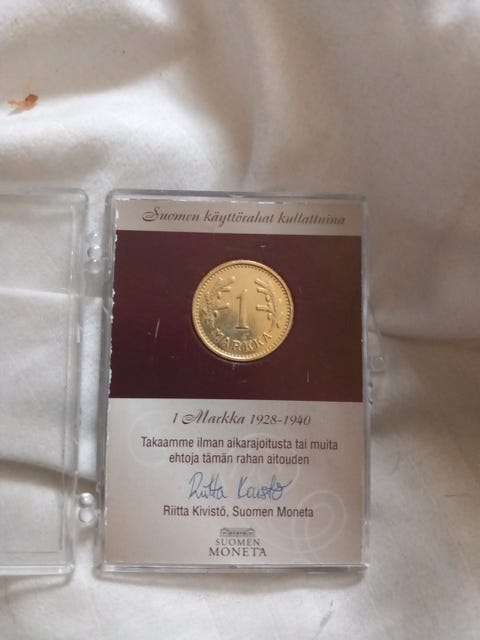 Suomen käyttörahat kullattuina
1
MARKKA
1 Markka 1928-1940
Takaamme ilman aikarajoitusta tai muita
ehtoja tämän rahan aitouden
Riitta Kivistö
Riitta Kivistö, Suomen Moneta
SUOMEN
MONETA